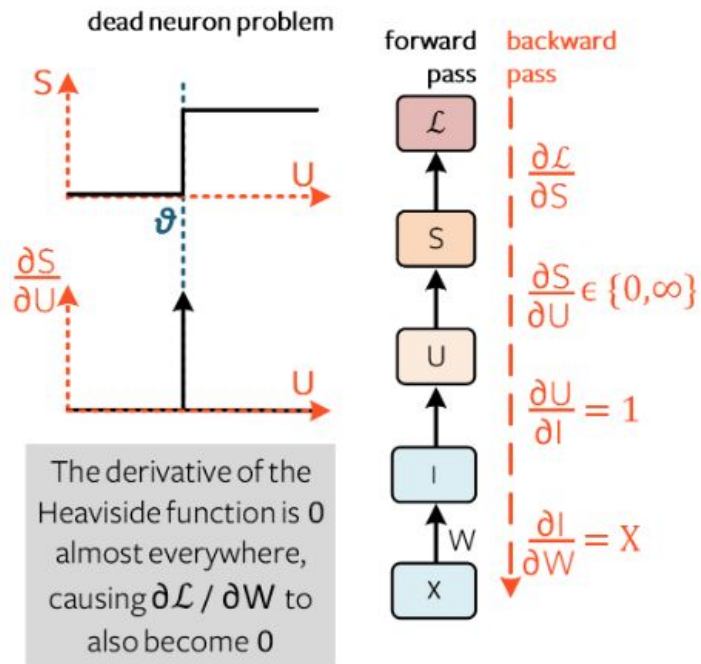 dead neuron problem
S
U
ϑ
∂S
∂U
U
The derivative of the
Heaviside function is 0
almost everywhere,
causing ∂ℒ / ∂W to
also become 0
forward
pass
backward
pass
ℒ
∂ℒ
∂S
S
∂S
∂U
ϵ {0,∞}
U
∂U
∂I
= 1
I
W
∂I
∂W
= X
X